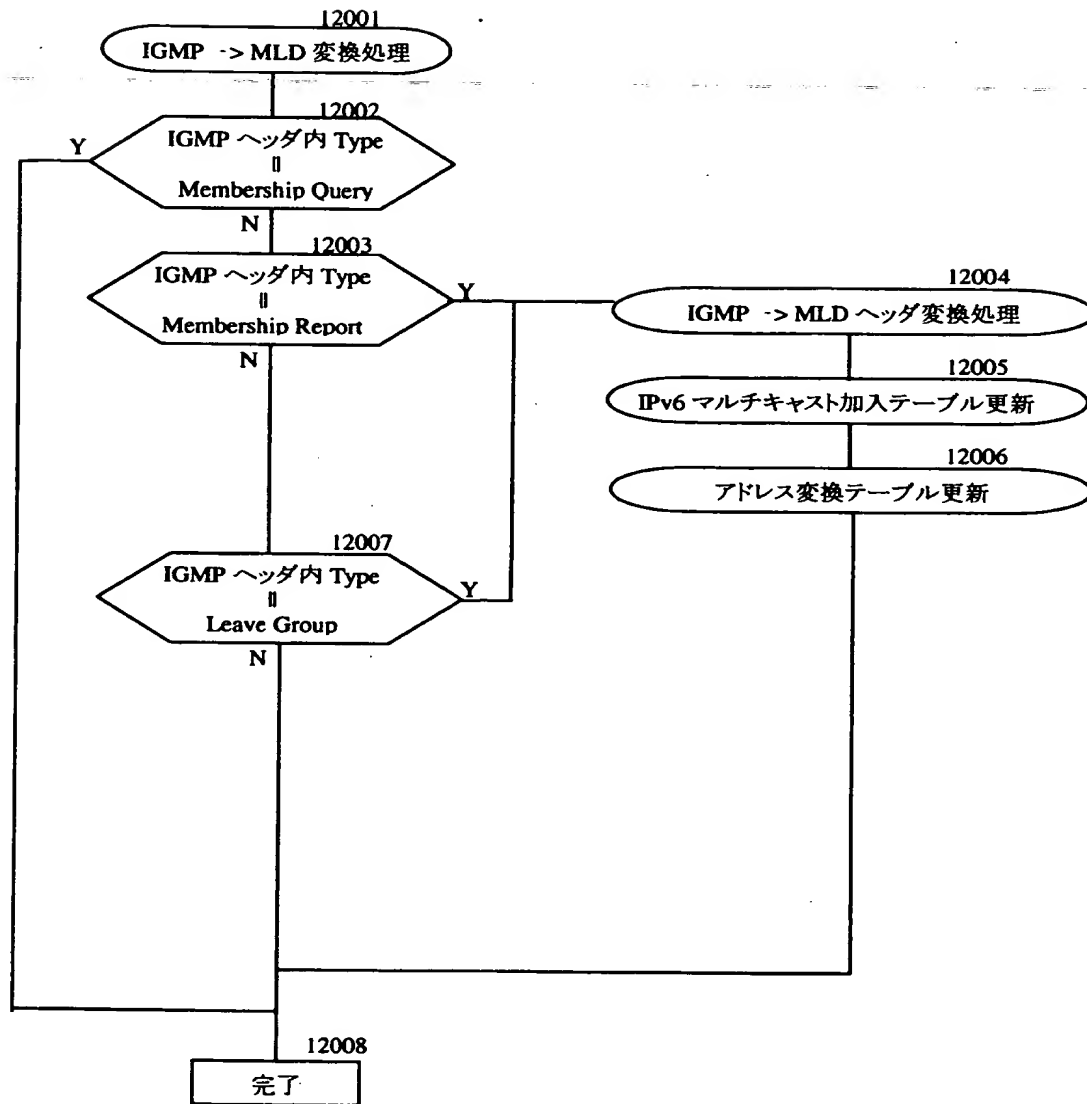 12001
IGMP -> MLD 変換処理
12002
Y
IGMP ヘッダ内 Type
=
Membership Query
N
12003
IGMP ヘッダ内 Type
=
Membership Report
Y
N
12004
IGMP -> MLD ヘッダ変換処理
12005
IPv6 マルチキャスト加入テーブル更新
12006
アドレス変換テーブル更新
12007
IGMP ヘッダ内 Type
=
Leave Group
Y
N
12008
完了